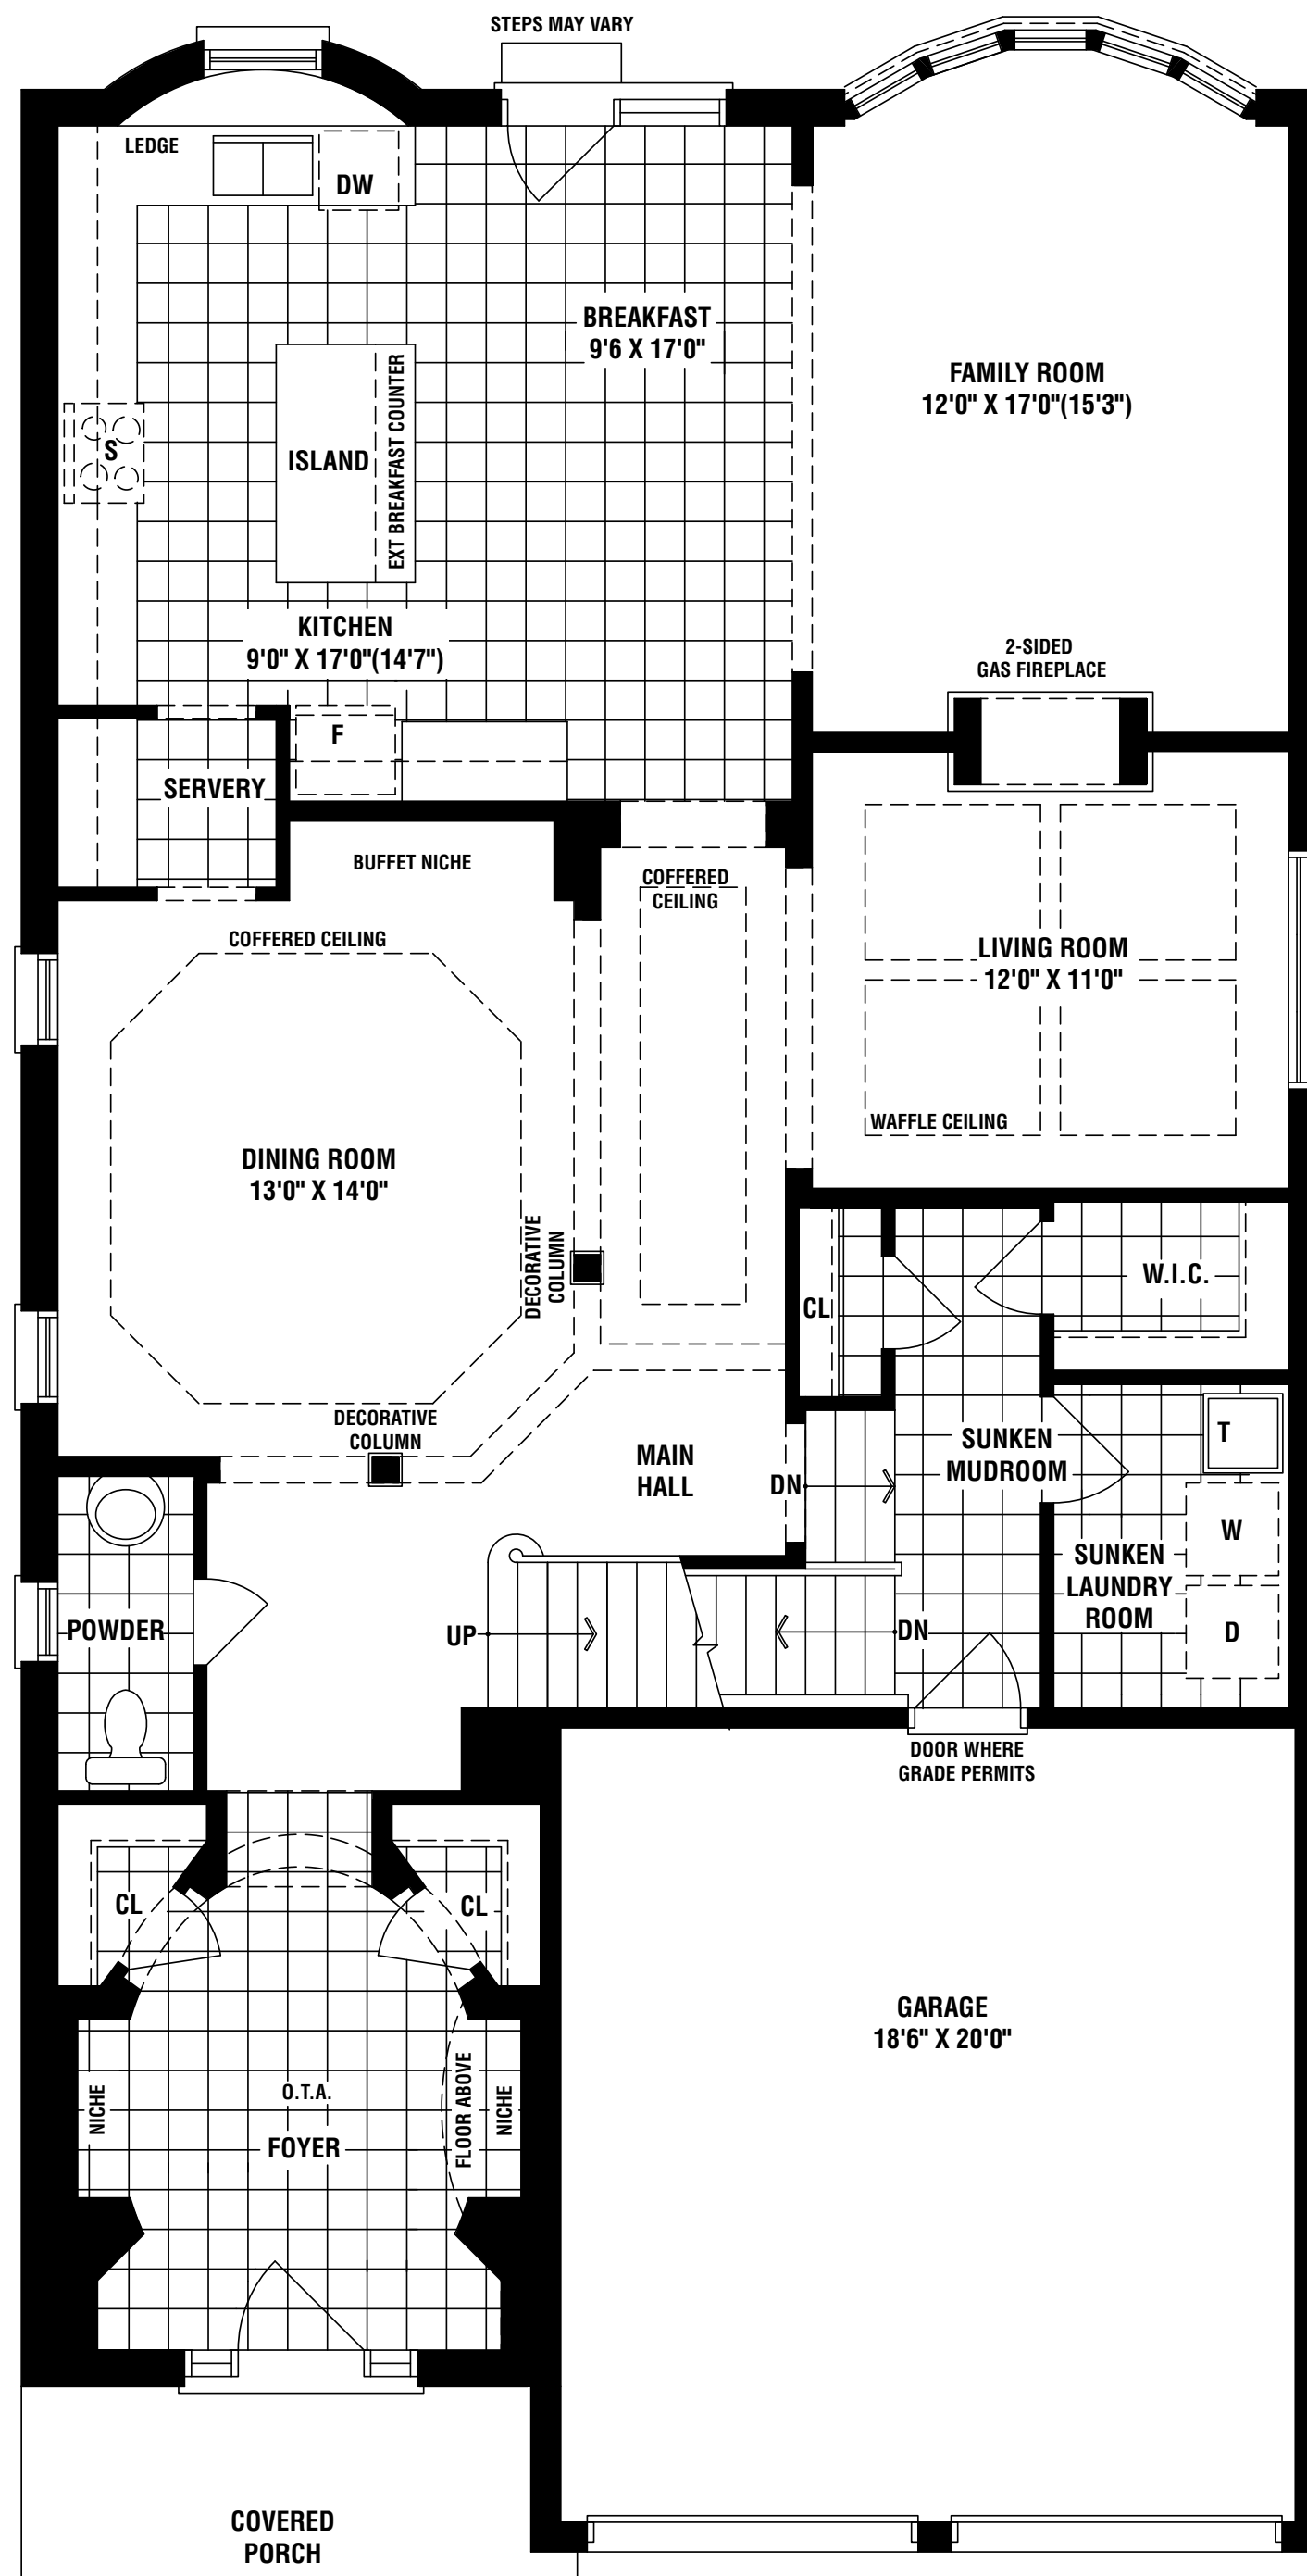 STEPS MAY VARY
LEDGE
DW
BREAKFAST
9'6 X 17'0"
FAMILY ROOM
12'0" X 17'0"(15'3")
S
ISLAND
EXT BREAKFAST COUNTER
KITCHEN
9'0" X 17'0"(14'7")
2-SIDED
GAS FIREPLACE
F
SERVERY
BUFFET NICHE
COFFERED
CEILING
COFFERED CEILING
LIVING ROOM
12'0" X 11'0"
WAFFLE CEILING
DINING ROOM
13'0" X 14'0"
DECORATIVE
COLUMN
W.I.C.
CL
DECORATIVE
COLUMN
MAIN
HALL
DN
SUNKEN
MUDROOM
T
W
SUNKEN
LAUNDRY
ROOM
D
POWDER
UP
DN
DOOR WHERE
GRADE PERMITS
CL
CL
GARAGE
18'6" X 20'0"
NICHE
O.T.A.
FLOOR ABOVE
NICHE
FOYER
COVERED
PORCH